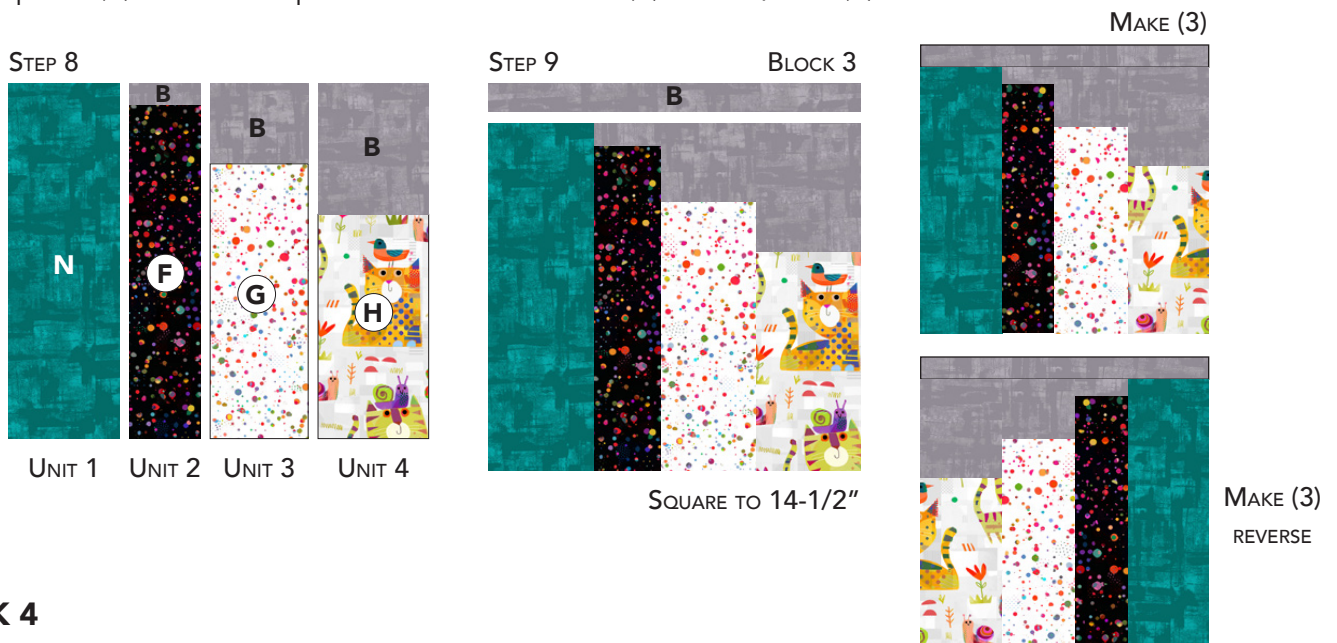 MAKE (3)
STEP 8
STEP 9
BLOCK 3
B
B
B
B
N
F
G
H
UNIT 1
UNIT 2
UNIT 3
UNIT 4
SQUARE TO 14-1/2"
MAKE (3)
REVERSE
K 4